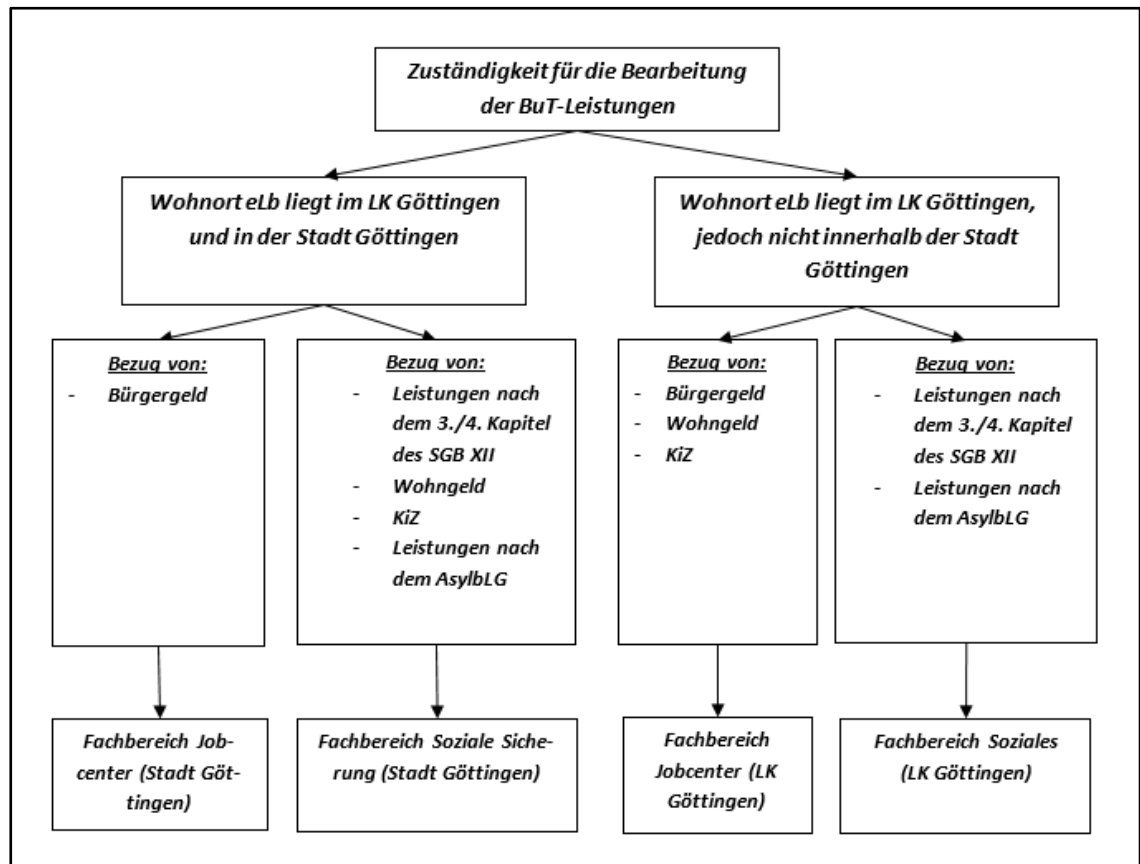 Zuständigkeit für die Bearbeitung
der BuT-Leistungen
Wohnort eLb liegt im LK Göttingen
und in der Stadt Göttingen
Wohnort eLb liegt im LK Göttingen,
jedoch nicht innerhalb der Stadt
Göttingen
Bezug von:
- Bürgergeld
Bezug von:
- Leistungen nach
dem 3./4. Kapitel
des SGB XII
- Wohngeld
- KiZ
- Leistungen nach
dem AsylbLG
Bezug von:
- Bürgergeld
- Wohngeld
- KiZ
Bezug von:
- Leistungen nach
dem 3./4. Kapitel
des SGB XII
- Leistungen nach
dem AsylbLG
Fachbereich Job-
center (Stadt Göt-
tingen)
Fachbereich Soziale Siche-
rung (Stadt Göttingen)
Fachbereich
Jobcenter (LK
Göttingen)
Fachbereich Soziales
(LK Göttingen)